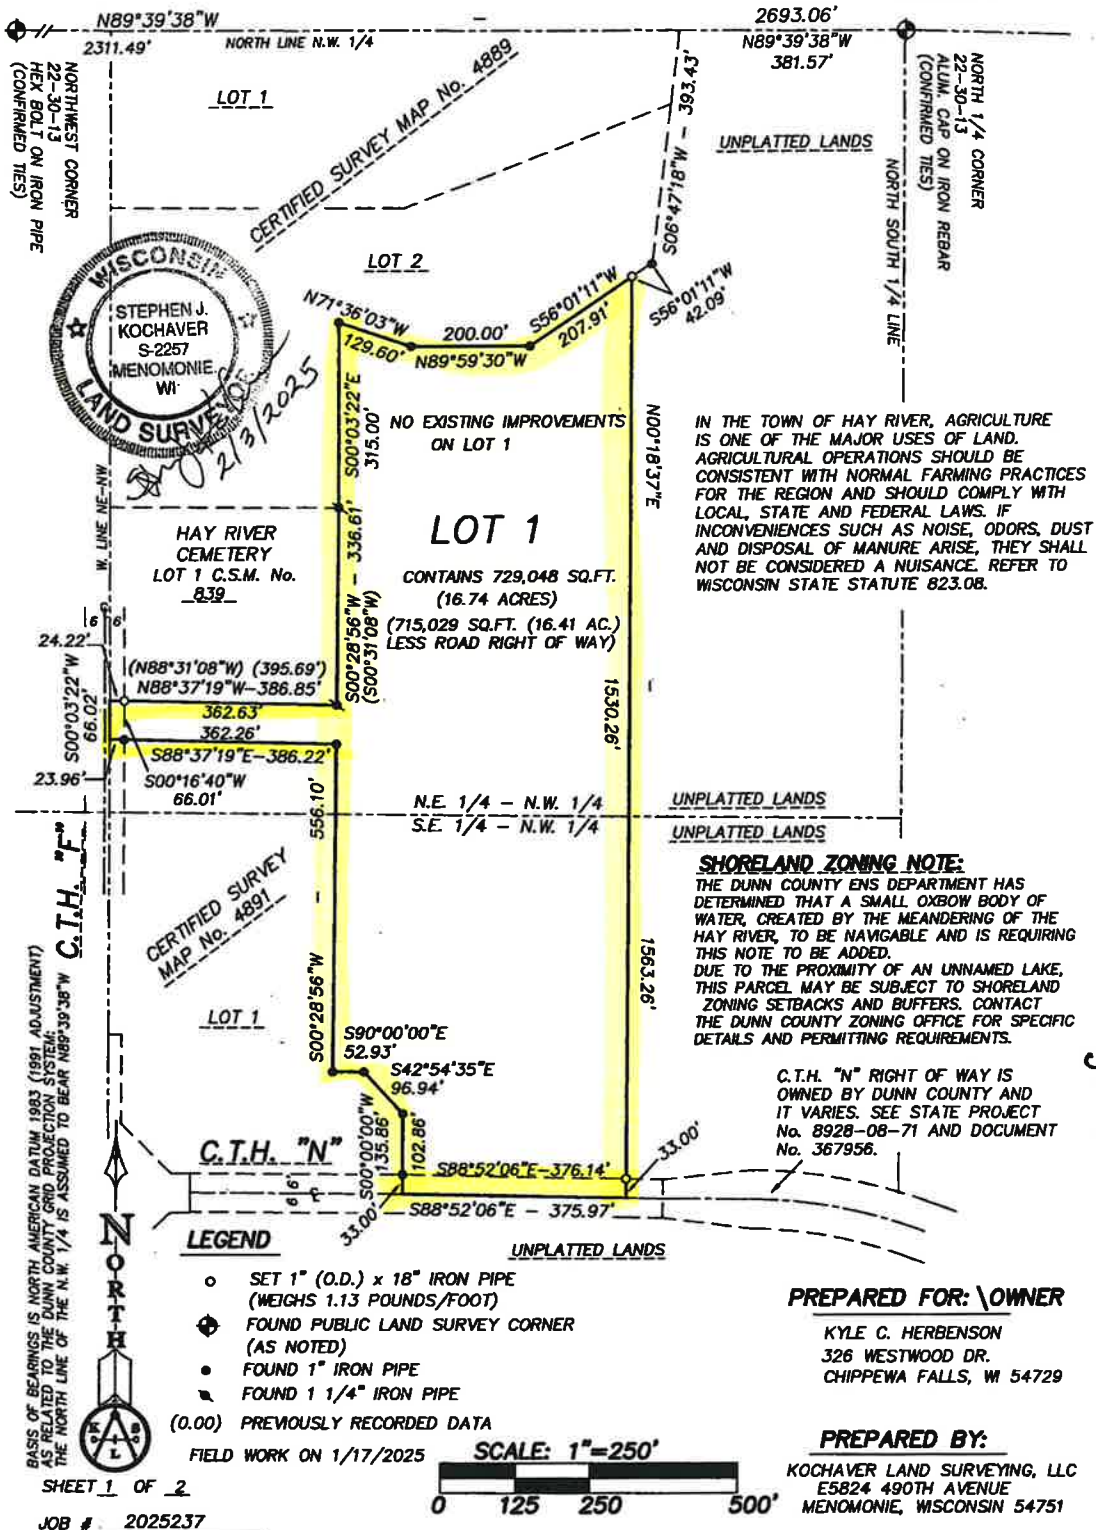 N89°39'38"W
2693.06'
2311.49'
NORTH LINE N.W. 1/4
N89°39'38"W
381.57'
NORTHWEST CORNER
22-30-13
HEX BOLT ON IRON PIPE
(CONFIRMED TIES)
NORTH 1/4 CORNER
22-30-13
ALUM. CAP ON IRON REBAR
(CONFIRMED TIES)
LOT 1
CERTIFIED SURVEY MAP No. 4889
S06°47'18"W - 393.43'
UNPLATTED LANDS
NORTH SOUTH 1/4 LINE
LOT 2
WISCONSIN
STEPHEN J.
KOCHAVER
S-2257
MENOMONIE
WI
LAND SURVEYOR
2/3/2025
N71°36'03"W
129.60'
200.00'
N89°59'30"W
S56°01'11"W
207.91'
S56°01'11"W
42.09'
S00°03'22"E
315.00'
NO EXISTING IMPROVEMENTS
ON LOT 1
N00°18'37"E
IN THE TOWN OF HAY RIVER, AGRICULTURE
IS ONE OF THE MAJOR USES OF LAND.
AGRICULTURAL OPERATIONS SHOULD BE
CONSISTENT WITH NORMAL FARMING PRACTICES
FOR THE REGION AND SHOULD COMPLY WITH
LOCAL, STATE AND FEDERAL LAWS. IF
INCONVENIENCES SUCH AS NOISE, ODORS, DUST
AND DISPOSAL OF MANURE ARISE, THEY SHALL
NOT BE CONSIDERED A NUISANCE. REFER TO
WISCONSIN STATE STATUTE 823.08.
W. LINE NE-NW
HAY RIVER
CEMETERY
LOT 1 C.S.M. No.
839
LOT 1
CONTAINS 729,048 SQ.FT.
(16.74 ACRES)
(715,029 SQ.FT. (16.41 AC.)
LESS ROAD RIGHT OF WAY)
S00°28'56"W - 336.61'
(S00°31'08"W)
66' 66'
24.22'
(N88°31'08"W) (395.69')
N88°37'19"W-386.85'
362.63'
362.26'
S88°37'19"E-386.22'
S00°03'22"W
66.02'
23.96'
S00°16'40"W
66.01'
1530.26'
556.10'
N.E. 1/4 - N.W. 1/4
S.E. 1/4 - N.W. 1/4
UNPLATTED LANDS
UNPLATTED LANDS
C.T.H. "F"
CERTIFIED SURVEY
MAP No. 4891
SHORELAND ZONING NOTE:
THE DUNN COUNTY ENS DEPARTMENT HAS
DETERMINED THAT A SMALL OXBOW BODY OF
WATER, CREATED BY THE MEANDERING OF THE
HAY RIVER, TO BE NAVIGABLE AND IS REQUIRING
THIS NOTE TO BE ADDED.
DUE TO THE PROXIMITY OF AN UNNAMED LAKE,
THIS PARCEL MAY BE SUBJECT TO SHORELAND
ZONING SETBACKS AND BUFFERS. CONTACT
THE DUNN COUNTY ZONING OFFICE FOR SPECIFIC
DETAILS AND PERMITTING REQUIREMENTS.
1563.26'
LOT 1
S00°28'56"W
S90°00'00"E
52.93'
S42°54'35"E
96.94'
C.T.H. "N" RIGHT OF WAY IS
OWNED BY DUNN COUNTY AND
IT VARIES. SEE STATE PROJECT
No. 8928-08-71 AND DOCUMENT
No. 367956.
C.T.H. "N"
S00°00'00"W
135.86'
102.86'
S88°52'06"E-376.14'
33.00'
S88°52'06"E - 375.97'
33.00'
66' 66'
BASIS OF BEARINGS IS NORTH AMERICAN DATUM 1983 (1991 ADJUSTMENT)
AS RELATED TO THE DUNN COUNTY GRID PROJECTION SYSTEM:
THE NORTH LINE OF THE N.W. 1/4 IS ASSUMED TO BEAR N89°39'38"W
NORTH
LEGEND
UNPLATTED LANDS
SET 1" (O.D.) x 18" IRON PIPE
(WEIGHS 1.13 POUNDS/FOOT)
FOUND PUBLIC LAND SURVEY CORNER
(AS NOTED)
FOUND 1" IRON PIPE
FOUND 1 1/4" IRON PIPE
(0.00) PREVIOUSLY RECORDED DATA
FIELD WORK ON 1/17/2025
PREPARED FOR: \OWNER
KYLE C. HERBENSON
326 WESTWOOD DR.
CHIPPEWA FALLS, WI 54729
PREPARED BY:
KOCHAVER LAND SURVEYING, LLC
E5824 490TH AVENUE
MENOMONIE, WISCONSIN 54751
SCALE: 1"=250'
0 125 250 500'
SHEET 1 OF 2
JOB # 2025237